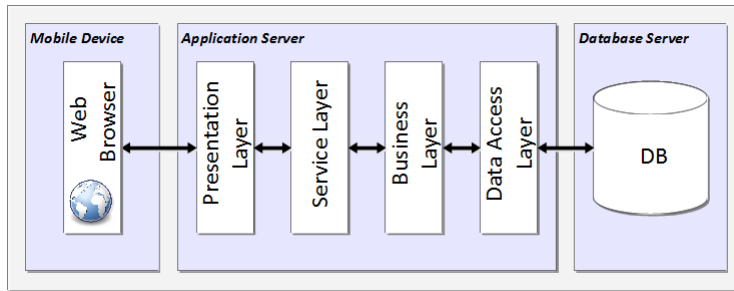 Mobile Device
Application Server
Database Server
Web
Browser
Presentation
Layer
Service Layer
Business
Layer
Data Access
Layer
DB